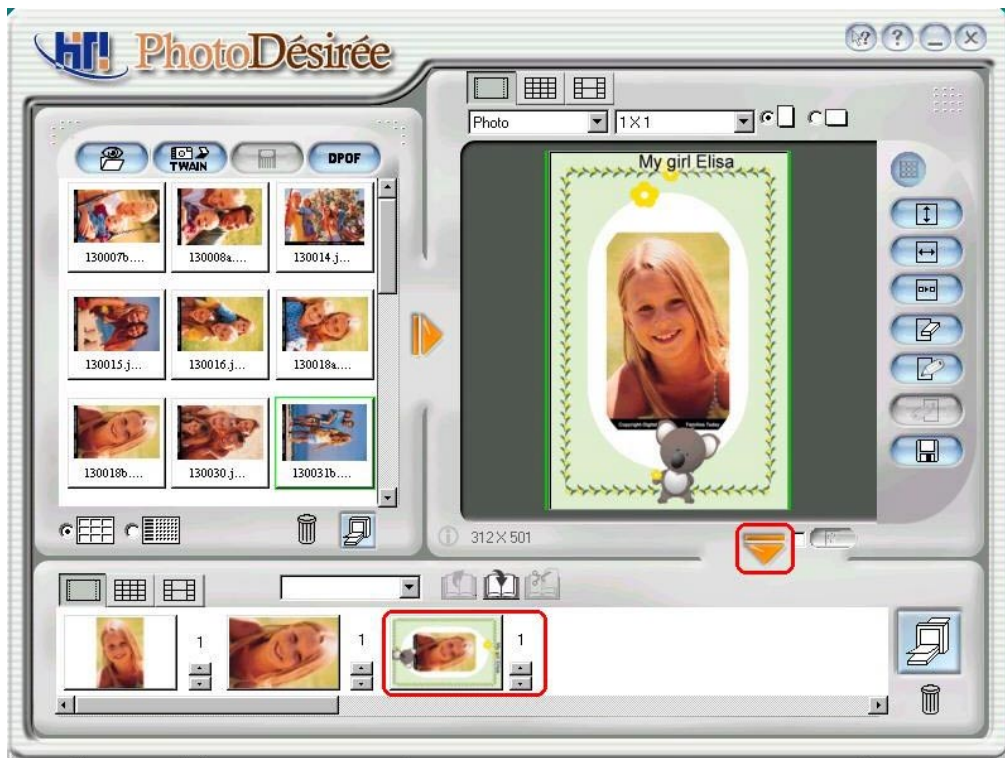 HiTi PhotoDésirée
Photo
1X1
TWAIN
DPOF
130007b....
130008a....
130014.j...
130015.j...
130016.j...
130018a....
130018b....
130030.j...
130031b....
My girl Elisa
312X501
1
1
1